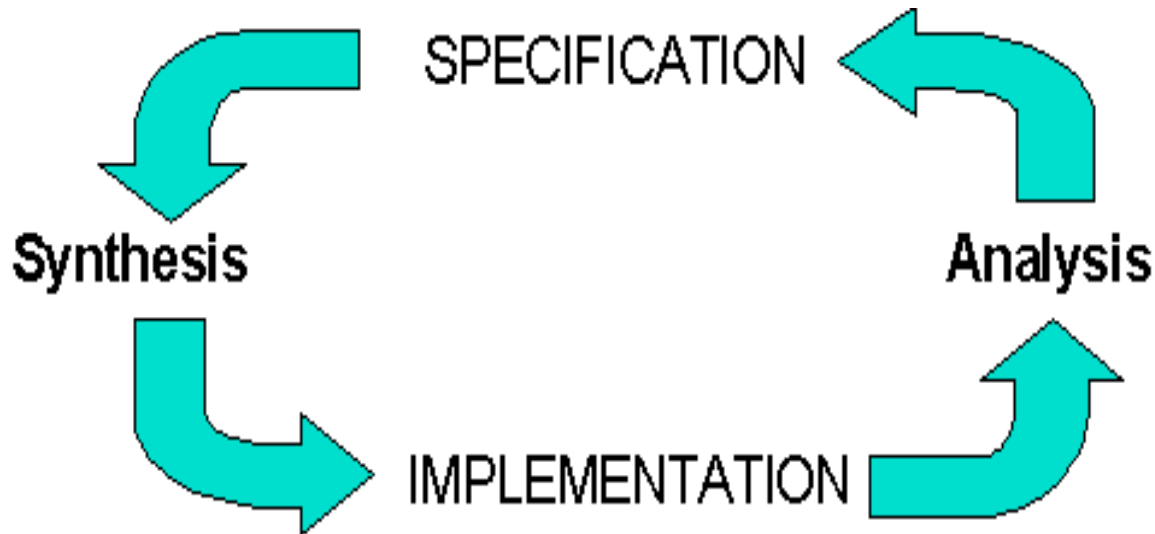 SPECIFICATION
Synthesis
Analysis
IMPLEMENTATION